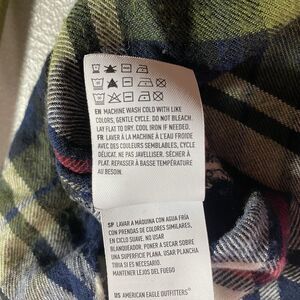 EN MACHINE WASH COLD WITH LIKE
COLORS, GENTLE CYCLE. DO NOT BLEACH.
LAY FLAT TO DRY. COOL IRON IF NEEDED.
FR LAVER À LA MACHINE À L'EAU FROIDE
AVEC DES COULEURS SEMBLABLES, CYCLE
DÉLICAT. NE PAS JAVELLISER. SÉCHER À
PLAT. REPASSER À BASSE TEMPÉRATURE
AU BESOIN.
SP LAVAR A MAQUINA CON AGUA FRÍA
CON PRENDAS DE COLORES SIMILARES,
EN CICLO SUAVE. NO USAR
BLANQUEADOR. PONER A SECAR SOBRE
UNA SUPERFICIE PLANA. USAR PLANCHA
TIBIA SI ES NECESARIO.
MANTENER LEJOS DEL FUEGO
US AMERICAN EAGLE OUTFITTERS